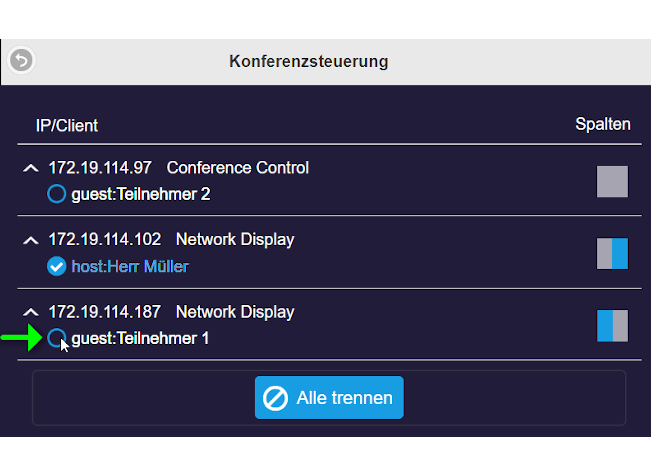 Konferenzsteuerung
IP/Client Spalten
172.19.114.97 Conference Control
guest:Teilnehmer 2
172.19.114.102 Network Display
host:Herr Müller
172.19.114.187 Network Display
guest:Teilnehmer 1
Alle trennen